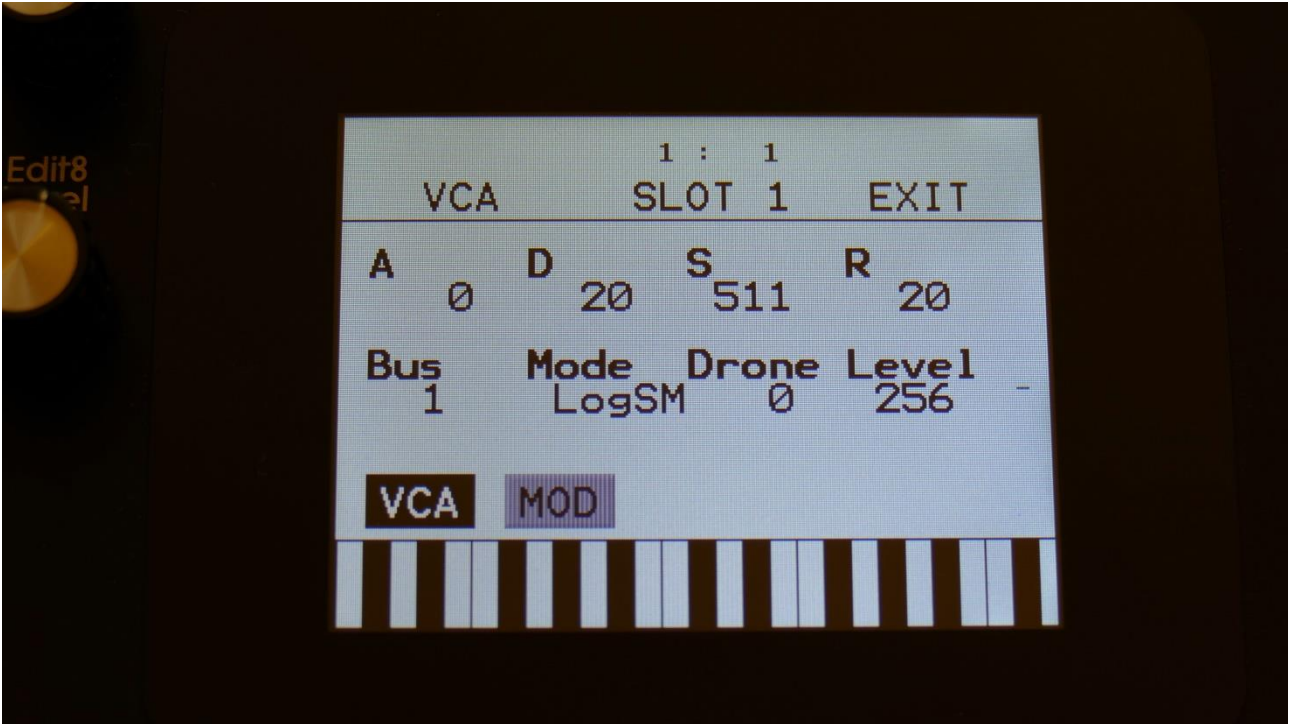 Edit8
1 : 1
VCA SLOT 1 EXIT
A D S R
0 20 511 20
Bus Mode Drone Level
1 LogSM 0 256
VCA MOD